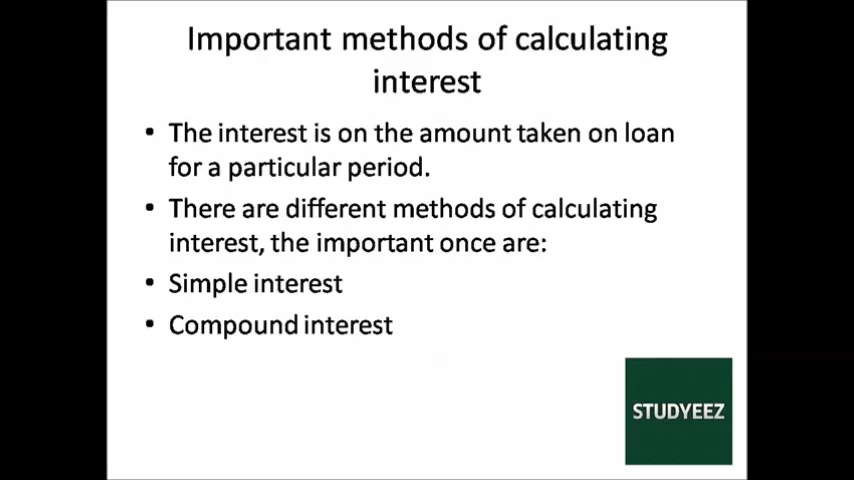 Important methods of calculating
interest
• The interest is on the amount taken on loan
for a particular period.
• There are different methods of calculating
interest, the important once are:
• Simple interest
• Compound interest
STUDYEEZ